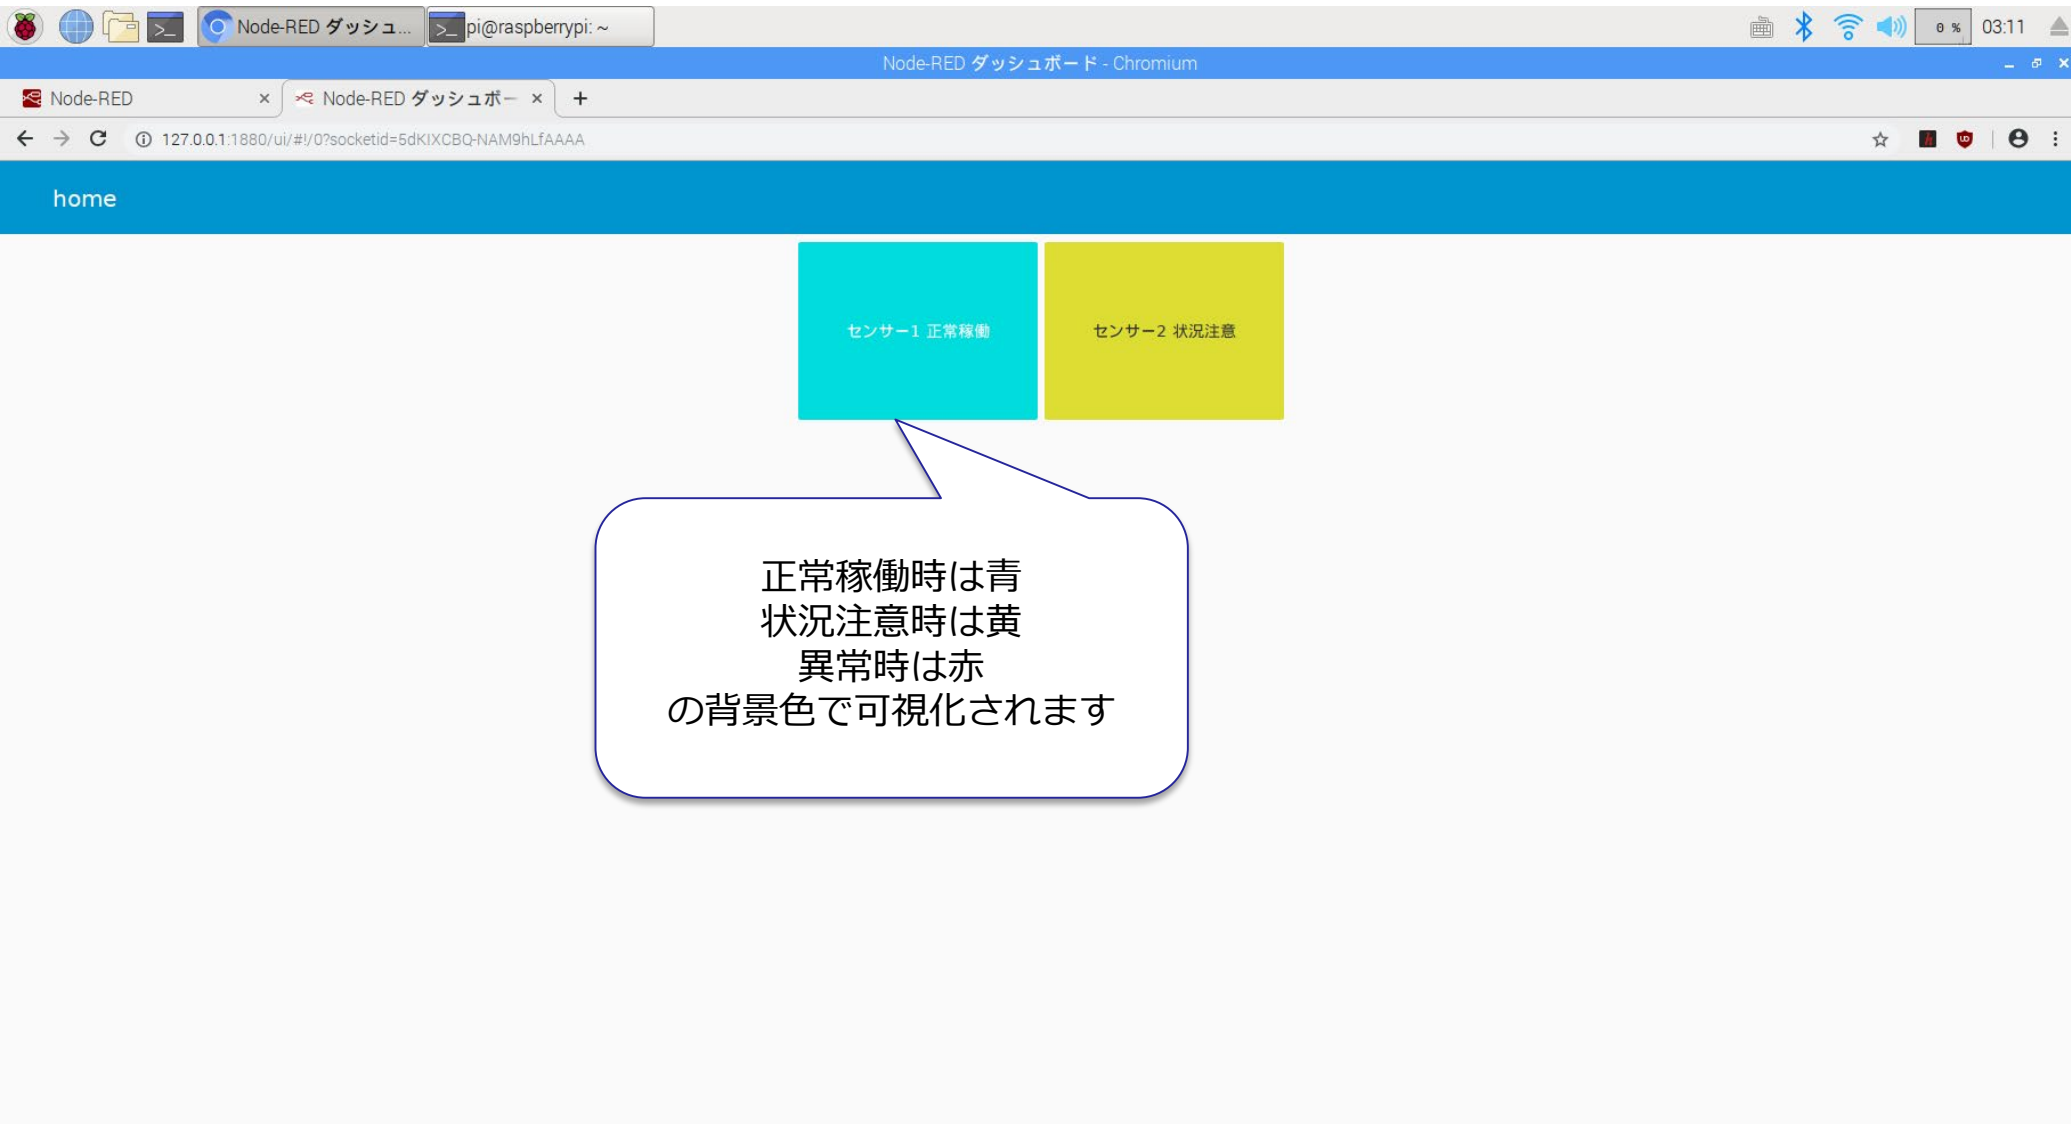 Node-RED ダッシュ...
pi@raspberrypi: ~
0 %
03:11
Node-RED ダッシュボード - Chromium
Node-RED
Node-RED ダッシュボー
127.0.0.1:1880/ui/#!/0?socketid=5dKIXCBQ-NAM9hLfAAAA
home
センサー1 正常稼働
センサー2 状況注意
正常稼働時は青
状況注意時は黄
異常時は赤
の背景色で可視化されます